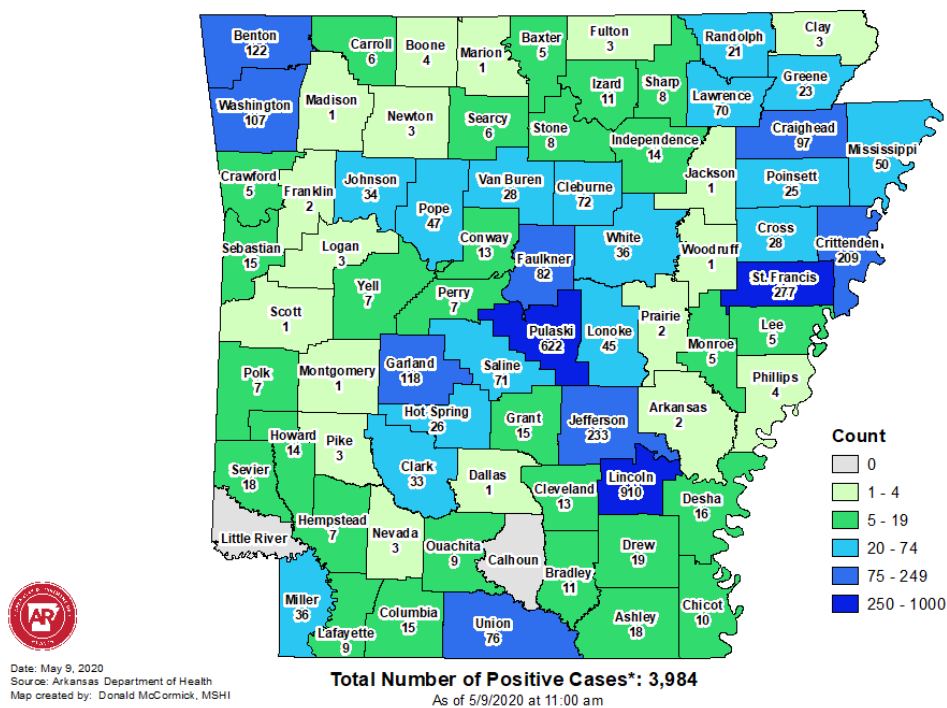 Benton
122
Carroll
6
Boone
4
Marion
1
Baxter
5
Fulton
3
Randolph
21
Clay
3
Washington
107
Madison
1
Newton
3
Searcy
6
Stone
8
Izard
11
Sharp
8
Lawrence
70
Greene
23
Independence
14
Craighead
97
Mississippi
50
Crawford
5
Franklin
2
Johnson
34
Pope
47
Van Buren
28
Cleburne
72
Jackson
1
Poinsett
25
Sebastian
15
Logan
3
Conway
13
Faulkner
82
White
36
Woodruff
1
Cross
28
Crittenden
209
St. Francis
277
Scott
1
Yell
7
Perry
7
Pulaski
622
Lonoke
45
Prairie
2
Monroe
5
Lee
5
Phillips
4
Polk
7
Montgomery
1
Garland
118
Saline
71
Hot Spring
26
Grant
15
Jefferson
233
Arkansas
2
Howard
14
Pike
3
Clark
33
Dallas
1
Cleveland
13
Lincoln
910
Desha
16
Sevier
18
Little River
Hempstead
7
Nevada
3
Ouachita
9
Calhoun
Bradley
11
Drew
19
Miller
36
Lafayette
9
Columbia
15
Union
76
Ashley
18
Chicot
10
Count
0
1 - 4
5 - 19
20 - 74
75 - 249
250 - 1000
AR
Date: May 9, 2020
Source: Arkansas Department of Health
Map created by: Donald McCormick, MSHI
Total Number of Positive Cases*: 3,984
As of 5/9/2020 at 11:00 am